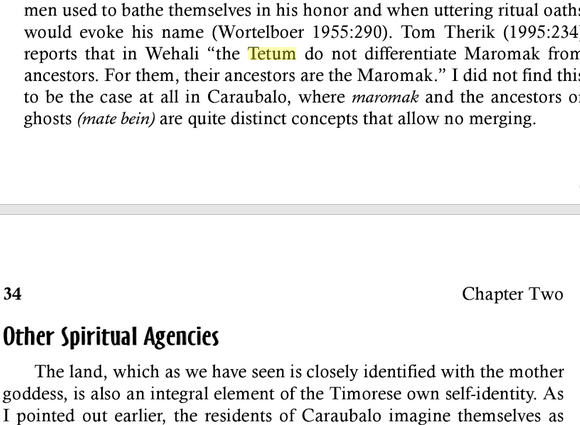 men used to bathe themselves in his honor and when uttering ritual oaths
would evoke his name (Wortelboer 1955:290). Tom Therik (1995:234)
reports that in Wehali “the Tetum do not differentiate Maromak from
ancestors. For them, their ancestors are the Maromak.” I did not find this
to be the case at all in Caraubalo, where maromak and the ancestors or
ghosts (mate bein) are quite distinct concepts that allow no merging.
34
Chapter Two
Other Spiritual Agencies
The land, which as we have seen is closely identified with the mother
goddess, is also an integral element of the Timorese own self-identity. As
I pointed out earlier, the residents of Caraubalo imagine themselves as